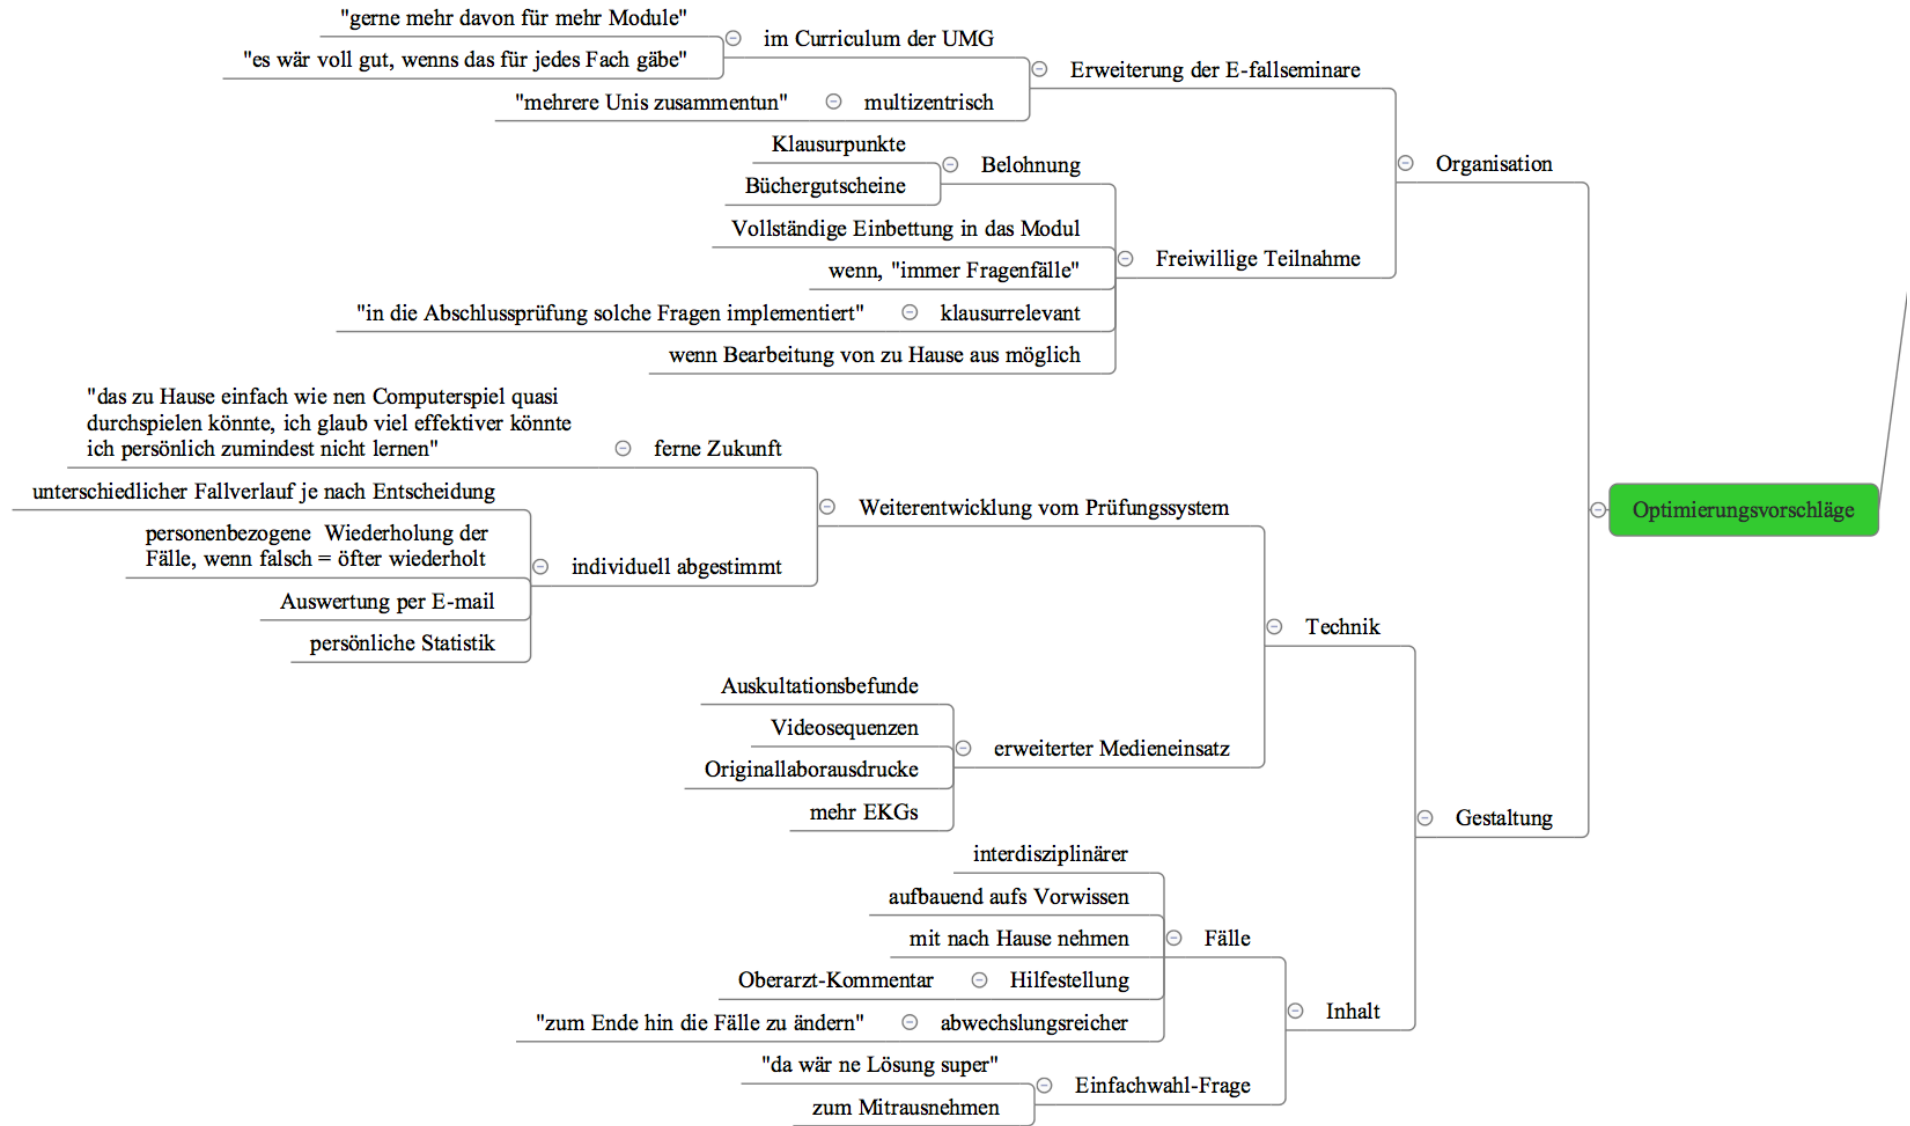 "gerne mehr davon für mehr Module"
im Curriculum der UMG
"es wär voll gut, wenns das für jedes Fach gäbe"
Erweiterung der E-fallseminare
"mehrere Unis zusammentun"
multizentrisch
Klausurpunkte
Belohnung
Organisation
Büchergutscheine
Vollständige Einbettung in das Modul
Freiwillige Teilnahme
wenn, "immer Fragenfälle"
"in die Abschlussprüfung solche Fragen implementiert"
klausurrelevant
wenn Bearbeitung von zu Hause aus möglich
"das zu Hause einfach wie nen Computerspiel quasi
durchspielen könnte, ich glaub viel effektiver könnte
ich persönlich zumindest nicht lernen"
ferne Zukunft
unterschiedlicher Fallverlauf je nach Entscheidung
Weiterentwicklung vom Prüfungssystem
Optimierungsvorschläge
personenbezogene Wiederholung der
Fälle, wenn falsch = öfter wiederholt
individuell abgestimmt
Auswertung per E-mail
Technik
persönliche Statistik
Auskultationsbefunde
Videosequenzen
erweiterter Medieneinsatz
Originallaborausdrucke
mehr EKGs
Gestaltung
interdisziplinärer
aufbauend aufs Vorwissen
mit nach Hause nehmen
Fälle
Oberarzt-Kommentar
Hilfestellung
Inhalt
"zum Ende hin die Fälle zu ändern"
abwechslungsreicher
"da wär ne Lösung super"
Einfachwahl-Frage
zum Mitrausnehmen